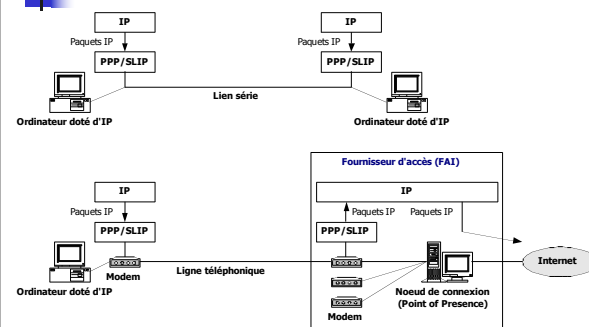 IP
IP
Paquets IP
Paquets IP
PPP/SLIP
PPP/SLIP
Lien série
Ordinateur doté d'IP
Ordinateur doté d'IP
Fournisseur d'accès (FAI)
IP
IP
Paquets IP
Paquets IP
Paquets IP
PPP/SLIP
PPP/SLIP
Internet
Ligne téléphonique
Modem
Ordinateur doté d'IP
Noeud de connexion
(Point of Presence)
Modem